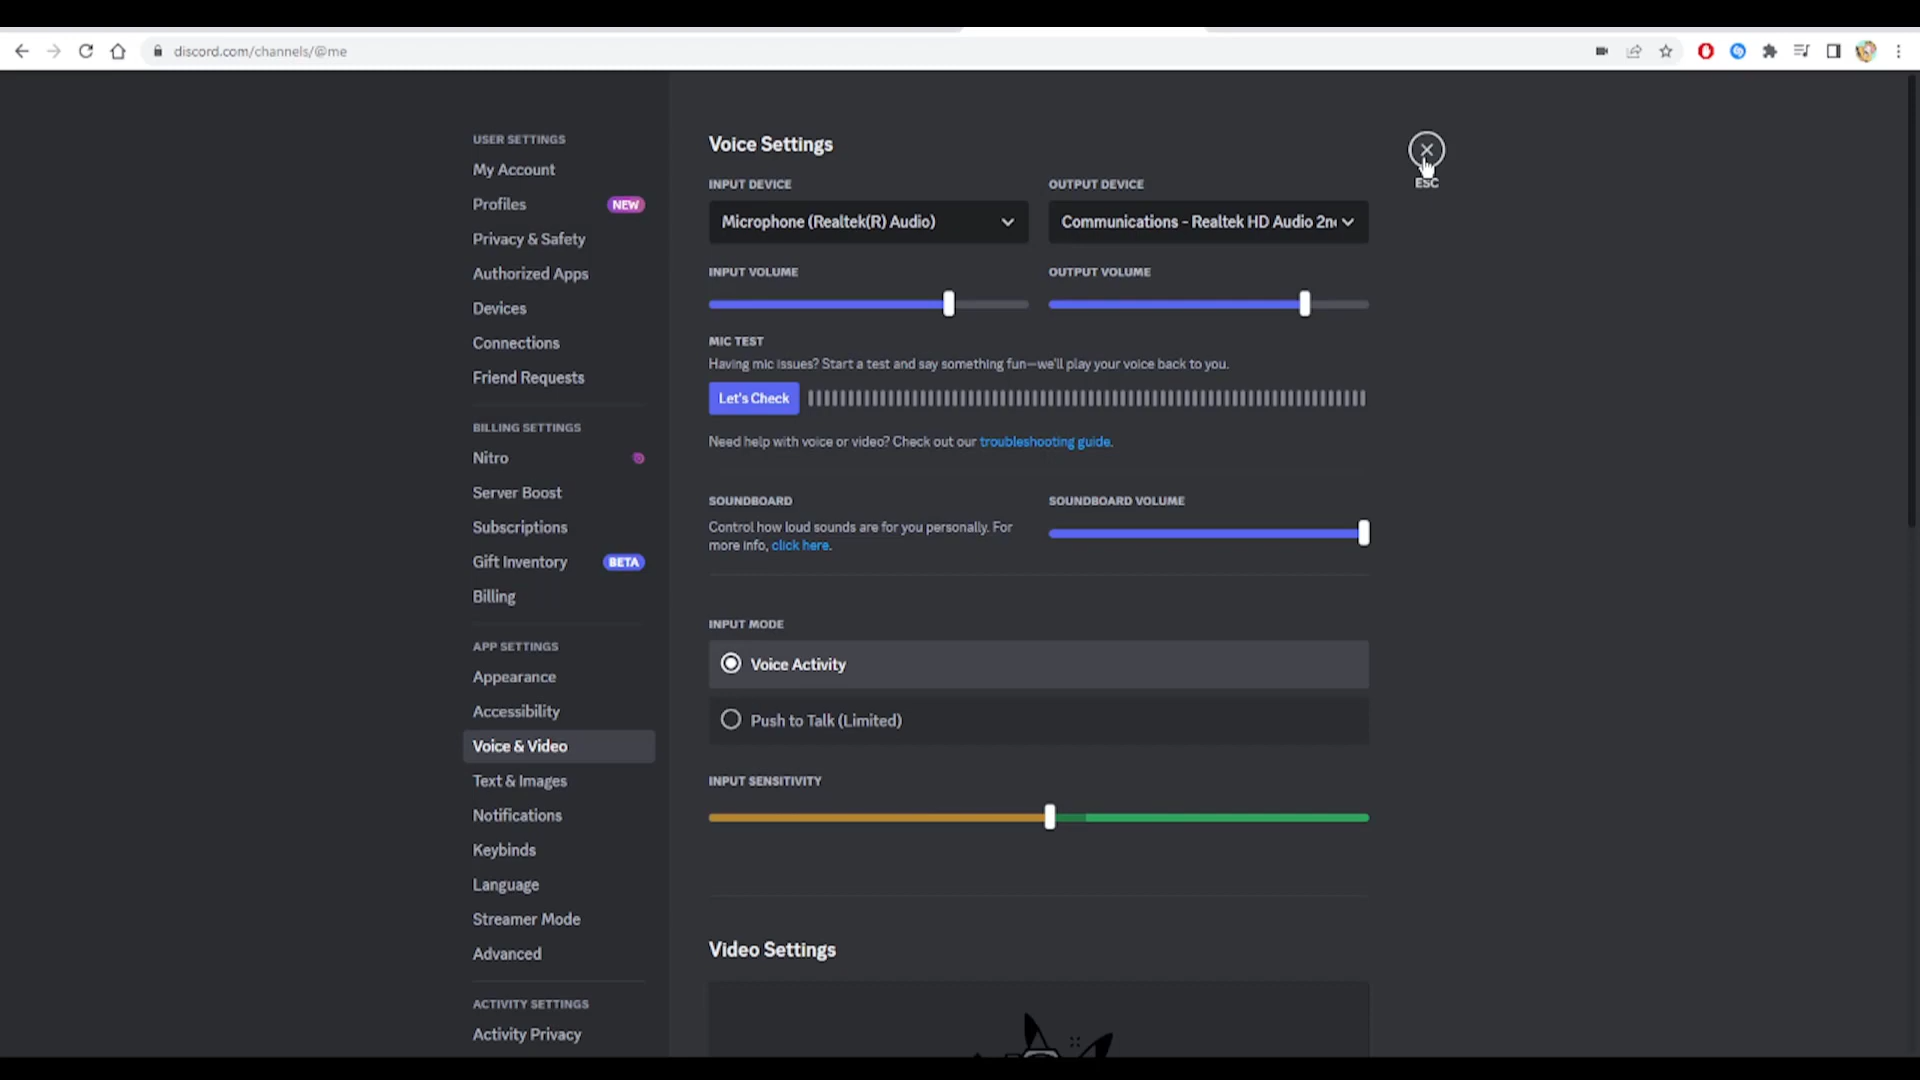 discord.com/channels/@me
USER SETTINGS
My Account
Profiles
NEW
Privacy & Safety
Authorized Apps
Devices
Connections
Friend Requests
BILLING SETTINGS
Nitro
Server Boost
Subscriptions
Gift Inventory
BETA
Billing
APP SETTINGS
Appearance
Accessibility
Voice & Video
Text & Images
Notifications
Keybinds
Language
Streamer Mode
Advanced
ACTIVITY SETTINGS
Activity Privacy
Voice Settings
ESC
INPUT DEVICE
Microphone (Realtek(R) Audio)
OUTPUT DEVICE
Communications - Realtek HD Audio 2n
INPUT VOLUME
OUTPUT VOLUME
MIC TEST
Having mic issues? Start a test and say something fun—we'll play your voice back to you.
Let's Check
Need help with voice or video? Check out our troubleshooting guide.
SOUNDBOARD
Control how loud sounds are for you personally. For
more info, click here.
SOUNDBOARD VOLUME
INPUT MODE
Voice Activity
Push to Talk (Limited)
INPUT SENSITIVITY
Video Settings